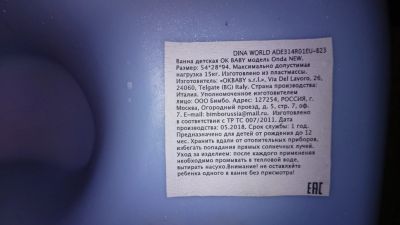 DINA WORLD ADE314R01EU-823
Ванна детская OK BABY модель Onda NEW.
Размер: 54*28*94. Максимально допустимая
нагрузка 15кг. Изготовлено из пластмассы.
Изготовитель: «OKBABY s.r.l.» Via Del Lavoro, 26,
24060, Telgate (BG) Italy. Страна производства:
Италия. Уполномоченное изготовителем
лицо ООО Бимбо. Адрес: 127254, РОССИЯ, г.
Москва, Огородный проезд, д. 5, стр. 7, оф.
7. E-mail: bimborussia@mail.ru. Изготовлено
в соответствии с ТР ТС 007/2011. Дата
производства: 05.2018. Срок службы: 1 год.
Предназначено для детей от рождения до 12
мес. Хранить вдали от отопительных приборов,
избегать попадания прямых солнечных лучей.
Уход за изделием: после каждого применения
необходимо промывать в теплой воде,
вытирать насухо.Внимание! не оставляйте
ребенка одного в ванне без присмотра!
EAC